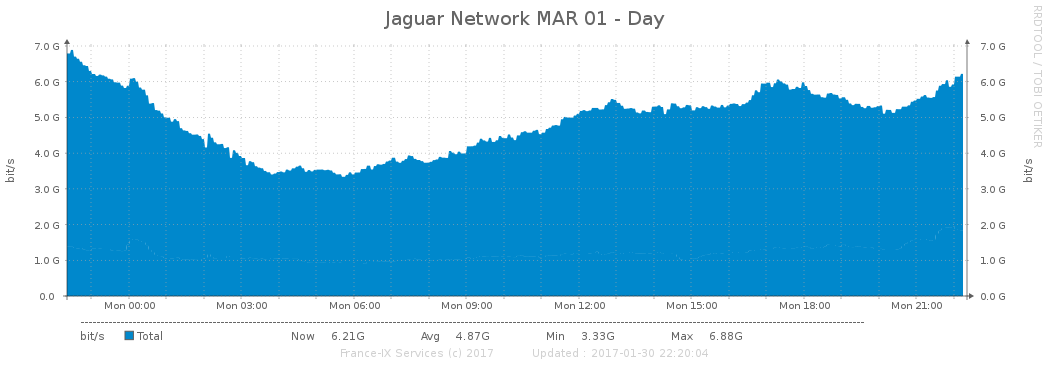 Jaguar Network MAR 01 - Day
RRDTOOL / TOBI OETIKER
7.0 G 7.0 G
6.0 G 6.0 G
5.0 G 5.0 G
4.0 G 4.0 G
3.0 G 3.0 G
2.0 G 2.0 G
1.0 G 1.0 G
0.0 0.0 G
bit/s
bit/s
Mon 00:00 Mon 03:00 Mon 06:00 Mon 09:00 Mon 12:00 Mon 15:00 Mon 18:00 Mon 21:00
bit/s Total Now 6.21G Avg 4.87G Min 3.33G Max 6.88G
France-IX Services (c) 2017 Updated : 2017-01-30 22:20:04